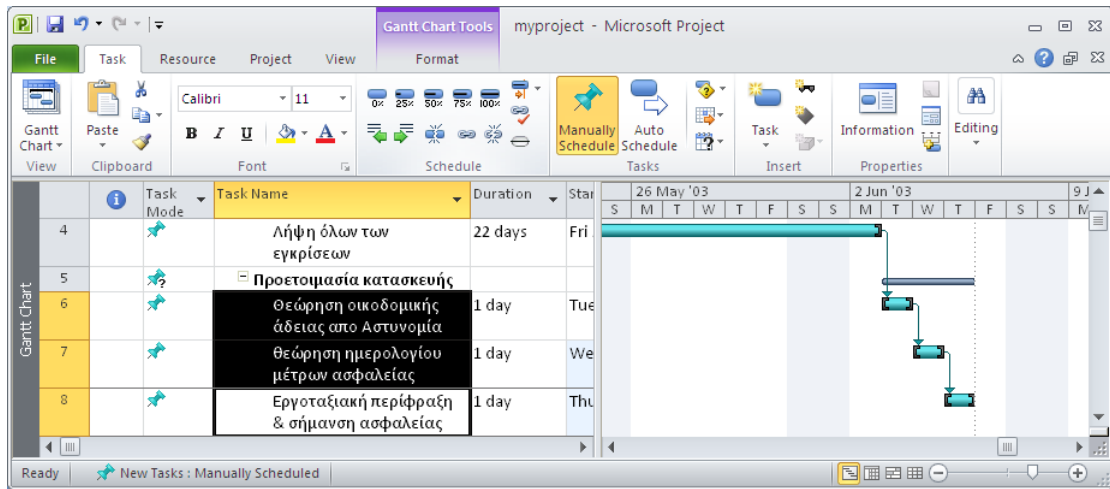 Gantt Chart Tools myproject - Microsoft Project
File Task Resource Project View Format
Calibri 11
0% 25% 50% 75% 100%
Gantt Chart Paste B I U A Manually Schedule Auto Schedule Task Information Editing
View Clipboard Font Schedule Tasks Insert Properties
Task Mode Task Name Duration 26 May '03 2 Jun '03
S M T W T F S S M T W T F S S
4 Λήψη όλων των 22 days Fri
εγκρίσεων
5 Προετοιμασία κατασκευής
6 Θεώρηση οικοδομικής 1 day Tue
άδειας απο Αστυνομία
7 θεώρηση ημερολογίου 1 day We
μέτρων ασφαλείας
8 Εργοταξιακή περίφραξη 1 day Thu
& σήμανση ασφαλείας
Gantt Chart
Ready New Tasks : Manually Scheduled